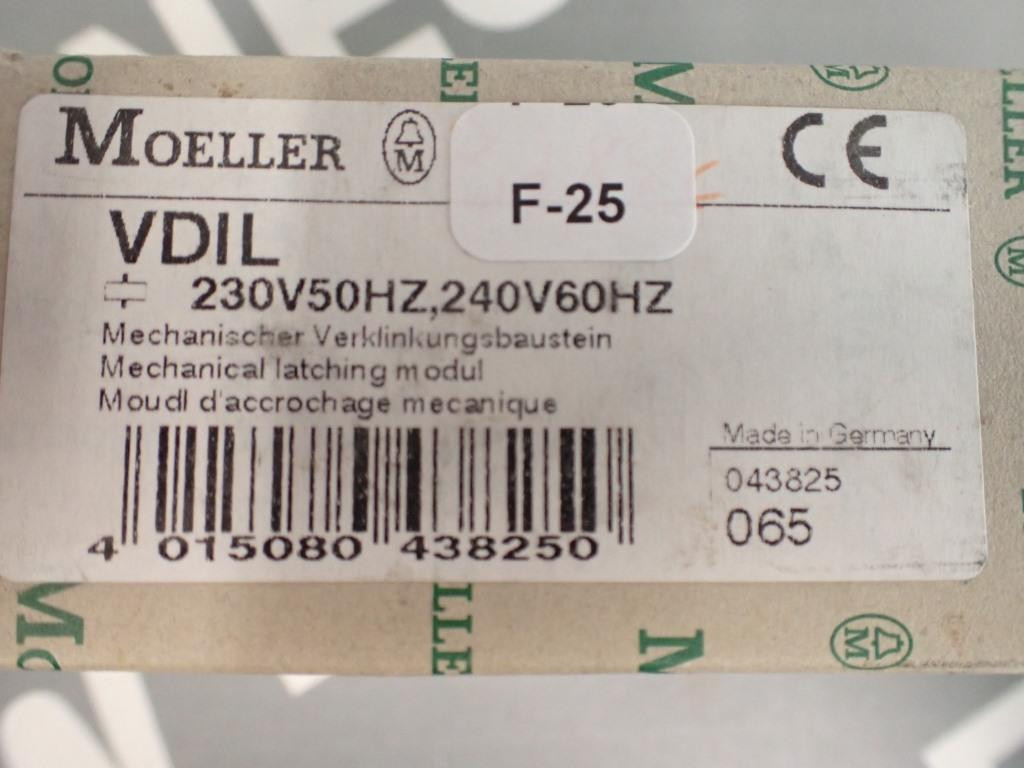 MOELLER
M
CE
F-25
VDIL
230V50HZ,240V60HZ
Mechanischer Verklinkungsbaustein
Mechanical latching modul
Moudl d'accrochage mecanique
Made in Germany
043825
065
4 015080 438250